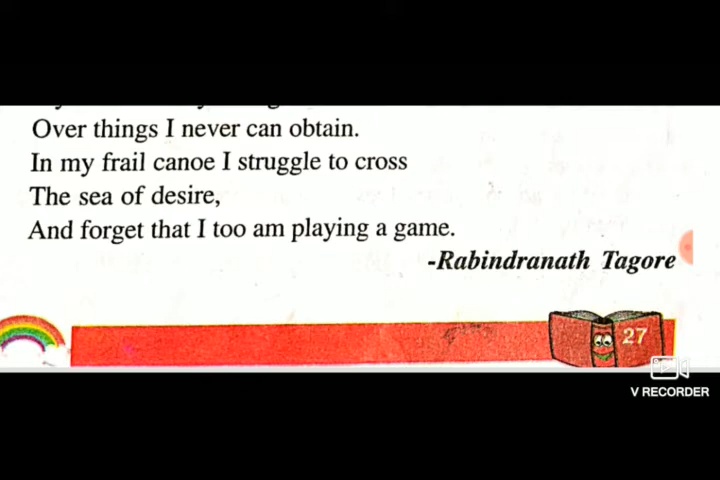 Over things I never can obtain.
In my frail canoe I struggle to cross
The sea of desire,
And forget that I too am playing a game.
-Rabindranath Tagore
27
V RECORDER